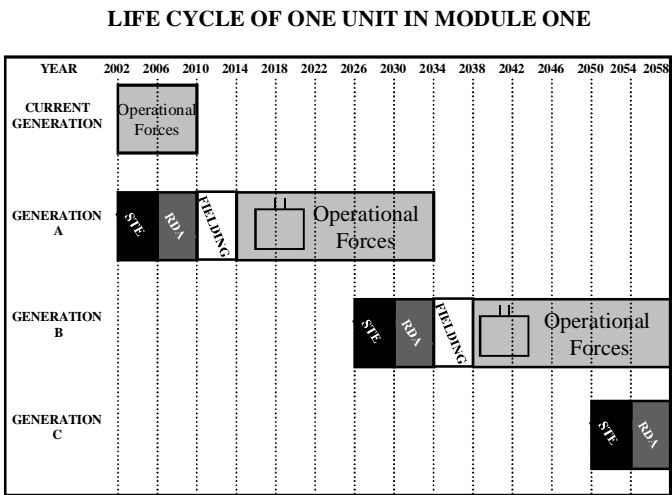 LIFE CYCLE OF ONE UNIT IN MODULE ONE
YEAR 2002 2006 2010 2014 2018 2022 2026 2030 2034 2038 2042 2046 2050 2054 2058
CURRENT
GENERATION
Operational
Forces
GENERATION
A
STE
RDA
FIELDING
Operational
Forces
GENERATION
B
STE
RDA
FIELDING
Operational
Forces
GENERATION
C
STE
RDA